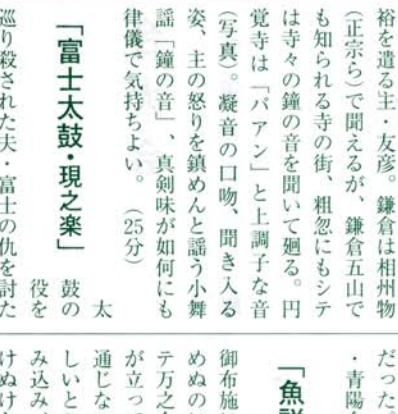 裕を遣る主・友彦。鎌倉は相州物
(正宗ら)で聞えるが、鎌倉五山で
も知られる寺の街、粗忽にもシテ
は寺々の鐘の音を聞いて廻る。円
覚寺は「パアン」と上調子な音
(写真)。凝音の口吻、聞き入る
姿、主の怒りを鎮めんと謡う小舞
謡「鐘の音」、真剣味が如何にも
律儀で気持ちよい。 (25分)
「富士太鼓・現之楽」
太
鼓の
役を
巡り殺された夫・富士の仇を討た
だった
・青陽
「魚説
御布施
めぬの
テ万之
が立っ
通じな
しいと
み込み
けぬけ